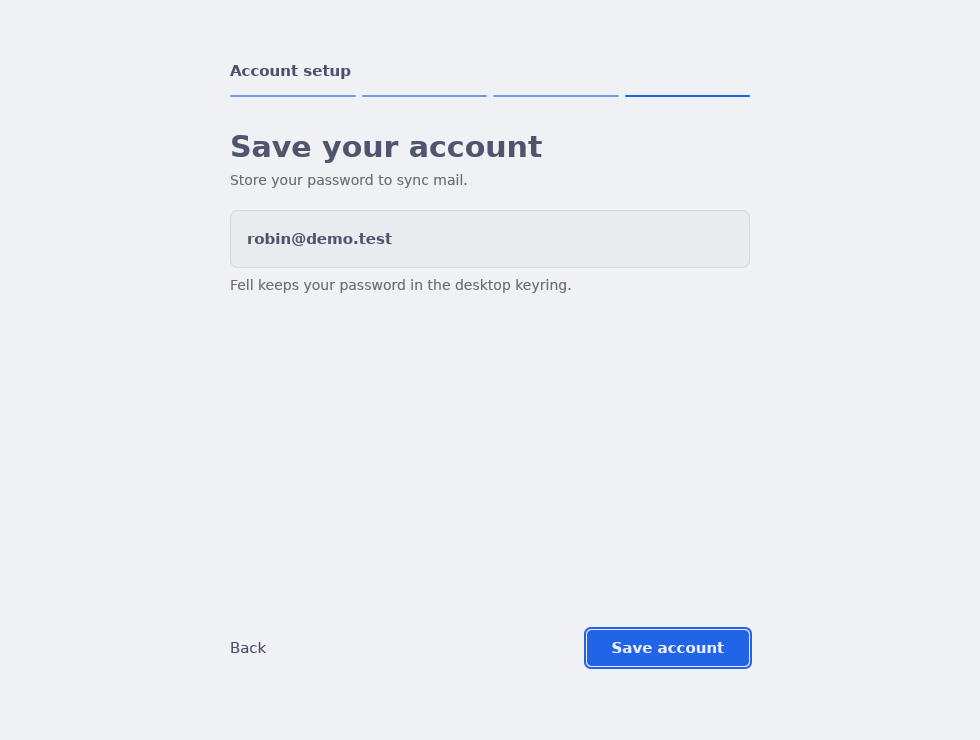 Account setup
Save your account
Store your password to sync mail.
robin@demo.test
Fell keeps your password in the desktop keyring.
Back
Save account